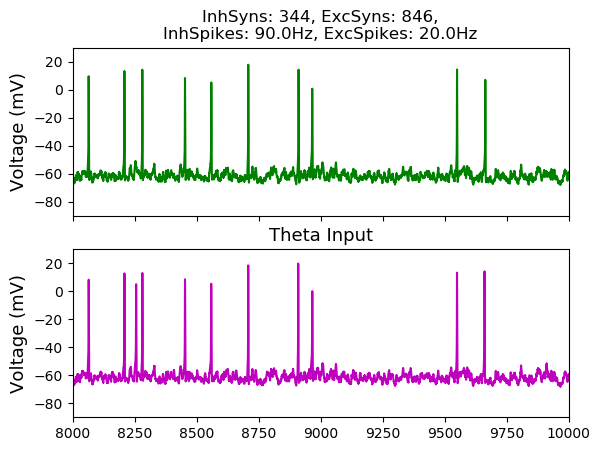 InhSyns: 344, ExcSyns: 846,
InhSpikes: 90.0Hz, ExcSpikes: 20.0Hz
20
0
−20
−40
−60
−80
Voltage (mV)
Theta Input
20
0
−20
−40
−60
−80
Voltage (mV)
8000 8250 8500 8750 9000 9250 9500 9750 10000